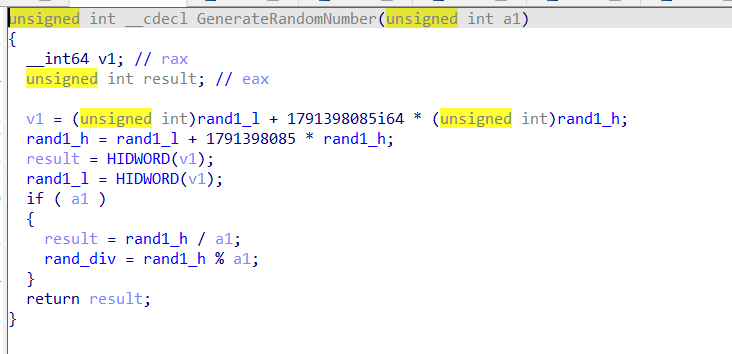 unsigned int __cdecl GenerateRandomNumber(unsigned int a1)
{
  __int64 v1; // rax
  unsigned int result; // eax

  v1 = (unsigned int)rand1_l + 1791398085i64 * (unsigned int)rand1_h;
  rand1_h = rand1_l + 1791398085 * rand1_h;
  result = HIDWORD(v1);
  rand1_l = HIDWORD(v1);
  if ( a1 )
  {
    result = rand1_h / a1;
    rand_div = rand1_h % a1;
  }
  return result;
}